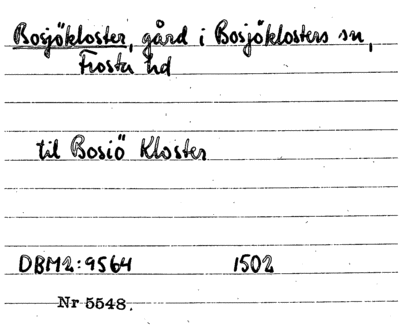 Bosjökloster, gård i Bosjöklosters sn,
Frosta hd
til Bosiö Kloster
DBM2:9564 1502
Nr 5548.